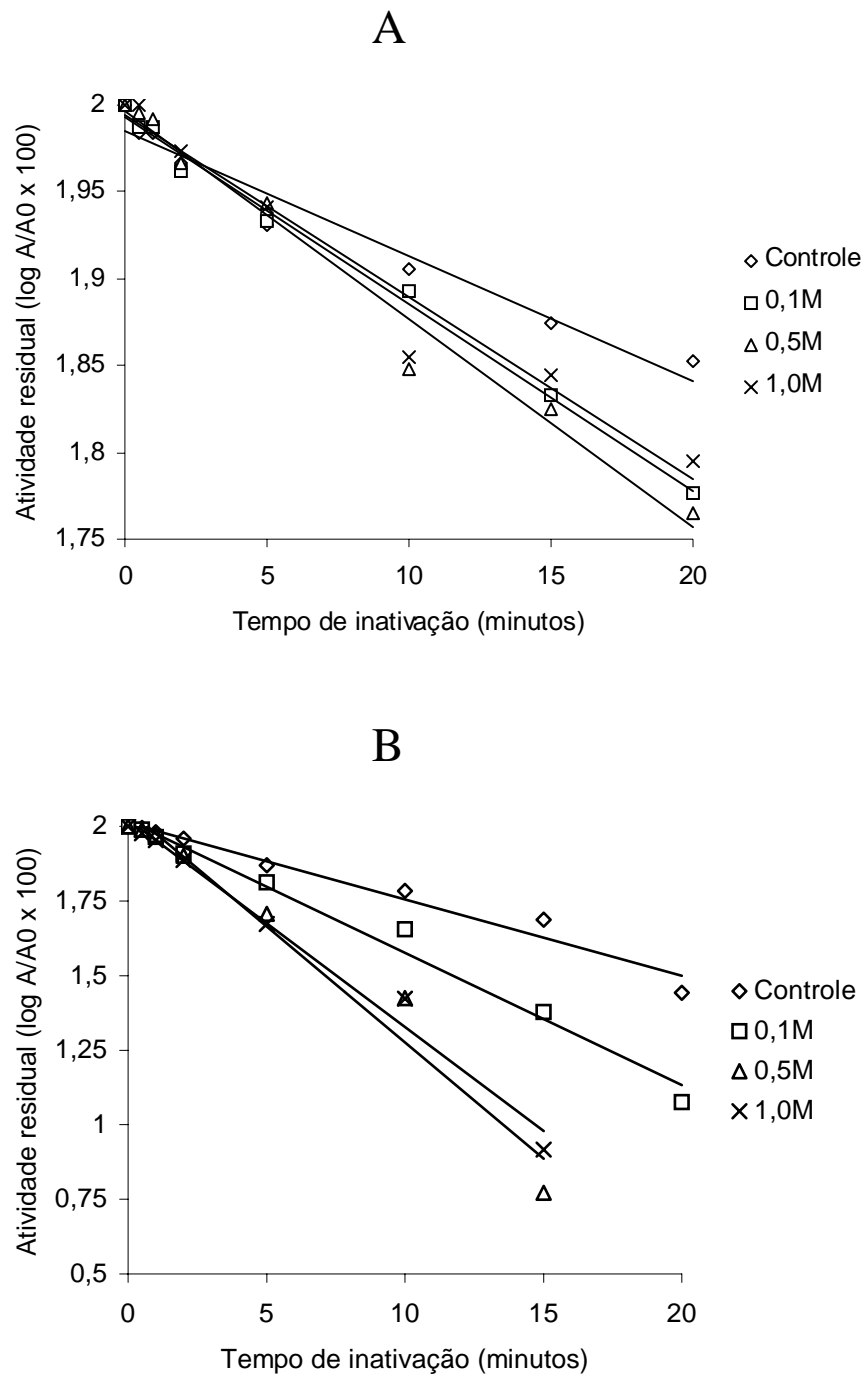 A
Atividade residual (log A/A0 x 100)
2
1,95
1,9
1,85
1,8
1,75
0 5 10 15 20
Tempo de inativação (minutos)
Controle
0,1M
0,5M
1,0M
B
Atividade residual (log A/A0 x 100)
2
1,75
1,5
1,25
1
0,75
0,5
0 5 10 15 20
Tempo de inativação (minutos)
Controle
0,1M
0,5M
1,0M